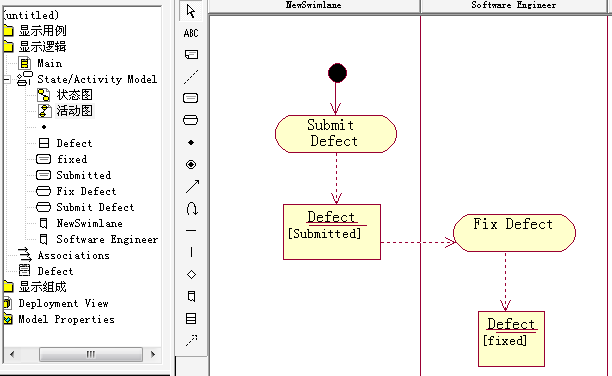 (untitled)
显示用例
显示逻辑
Main
State/Activity Model
状态图
活动图
Defect
fixed
Submitted
Fix Defect
Submit Defect
NewSwimlane
Software Engineer
Associations
Defect
显示组成
Deployment View
Model Properties
ABC
NewSwimlane
Software Engineer
Submit
Defect
Defect
[Submitted]
Fix Defect
Defect
[fixed]